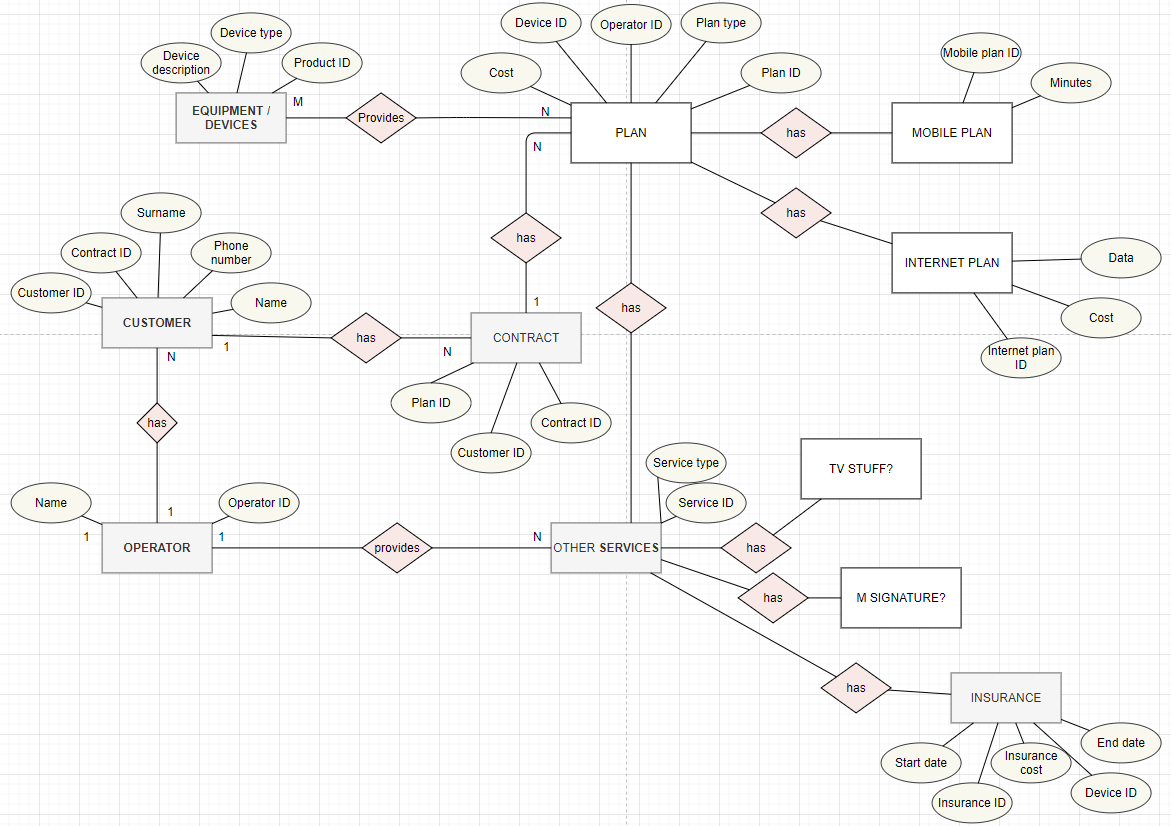 Device ID
Operator ID
Plan type
Device type
Device
description
Product ID
Cost
Plan ID
Mobile plan ID
Minutes
EQUIPMENT /
DEVICES
M
Provides
N
PLAN
has
MOBILE PLAN
N
Surname
Contract ID
Phone
number
Customer ID
Name
has
has
INTERNET PLAN
Data
Cost
Internet plan
ID
CUSTOMER
N
1
has
N
1
CONTRACT
has
Plan ID
Customer ID
Contract ID
has
Name
Operator ID
1
1
1
OPERATOR
provides
N
Service type
Service ID
OTHER SERVICES
has
TV STUFF?
has
M SIGNATURE?
has
INSURANCE
Start date
Insurance ID
Insurance
cost
Device ID
End date